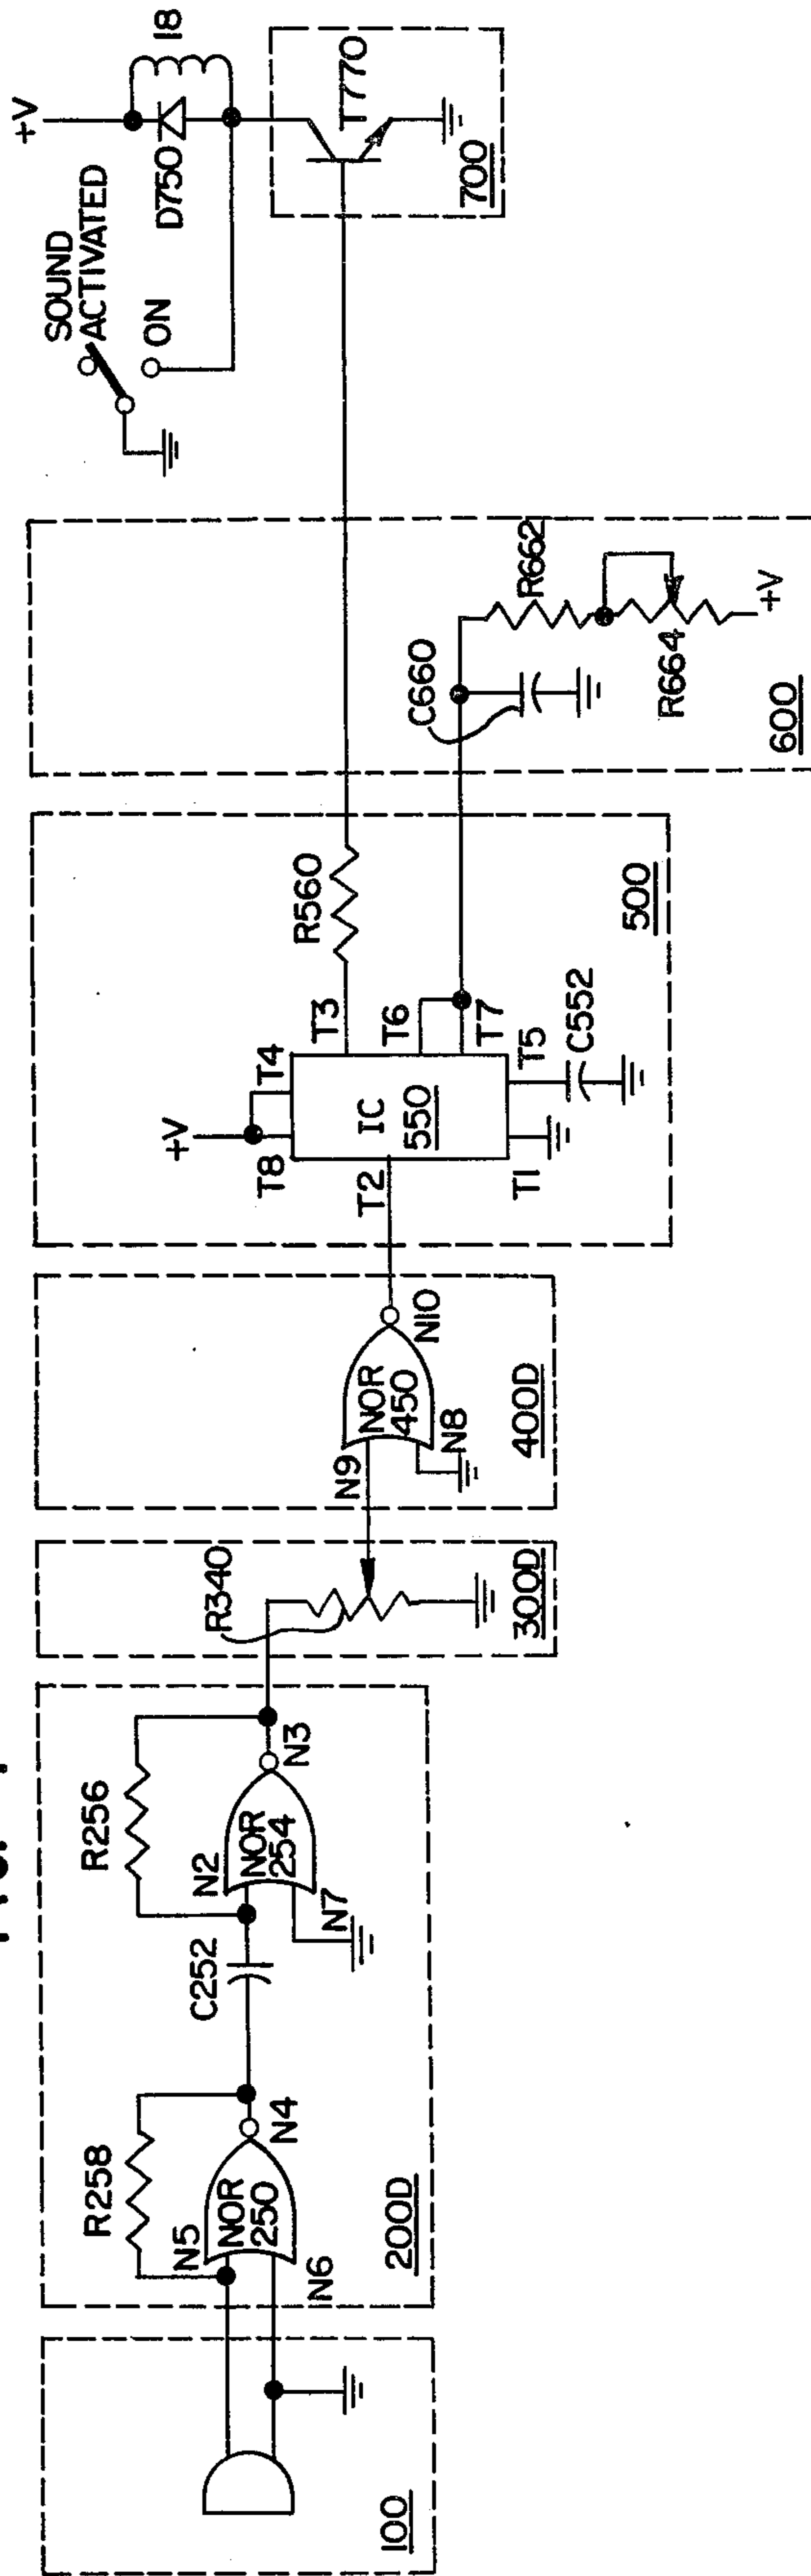 100
N5
N6
NOR
250
N4
R258
200D
C252
N2
N7
NOR
254
N3
R256
R340
300D
N9
N8
NOR
450
N10
400D
+V
T8
T4
T2
IC
550
T3
T6
T7
T1
T5
C552
R560
500
C660
R662
R664
+V
600
SOUND
ACTIVATED
ON
+V
D750
18
T770
700